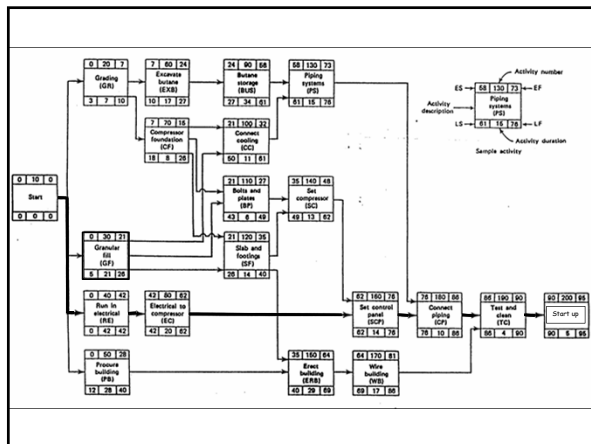 0 20 7
Grading
(GR)
3 7 10
7 60 24
Excavate
butane
(EXB)
10 17 27
24 90 58
Butane
storage
(BUS)
27 34 61
58 130 73
Piping
systems
(PS)
61 15 76
Activity number
ES
58 130 73
EF
Activity
description
Piping
systems
(PS)
LS
61 15 76
LF
Activity duration
Sample activity
7 70 15
Compressor
foundation
(CF)
18 8 26
21 100 32
Connect
cooling
(CC)
50 11 61
0 10 0
Start
0 0 0
21 110 27
Bolts and
plates
(BP)
43 6 49
35 140 48
Set
compressor
(SC)
49 13 62
0 30 21
Granular
fill
(GF)
5 21 26
21 120 35
Slab and
footings
(SF)
26 14 40
0 40 42
Run in
electrical
(RE)
0 42 42
42 80 62
Electrical to
compressor
(EC)
42 20 62
62 160 76
Set control
panel
(SCP)
62 14 76
76 180 86
Connect
piping
(CP)
76 10 86
86 190 90
Test and
clean
(TC)
86 4 90
90 200 95
Start up
90 5 95
0 50 28
Procure
building
(PB)
12 28 40
35 150 64
Erect
building
(ERB)
40 29 69
64 170 81
Wire
building
(WB)
69 17 86